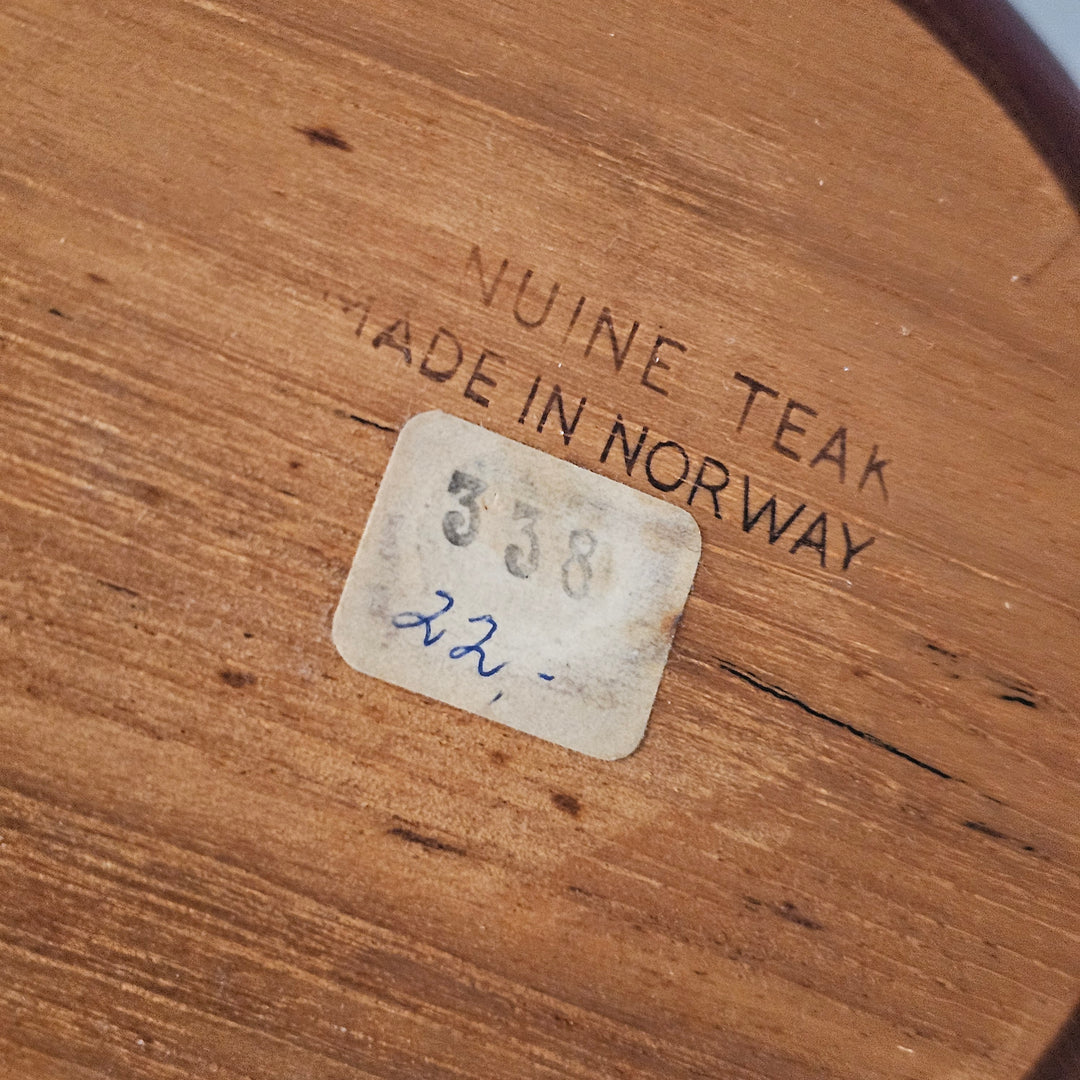 NUINE TEAK
MADE IN NORWAY
338
22,-